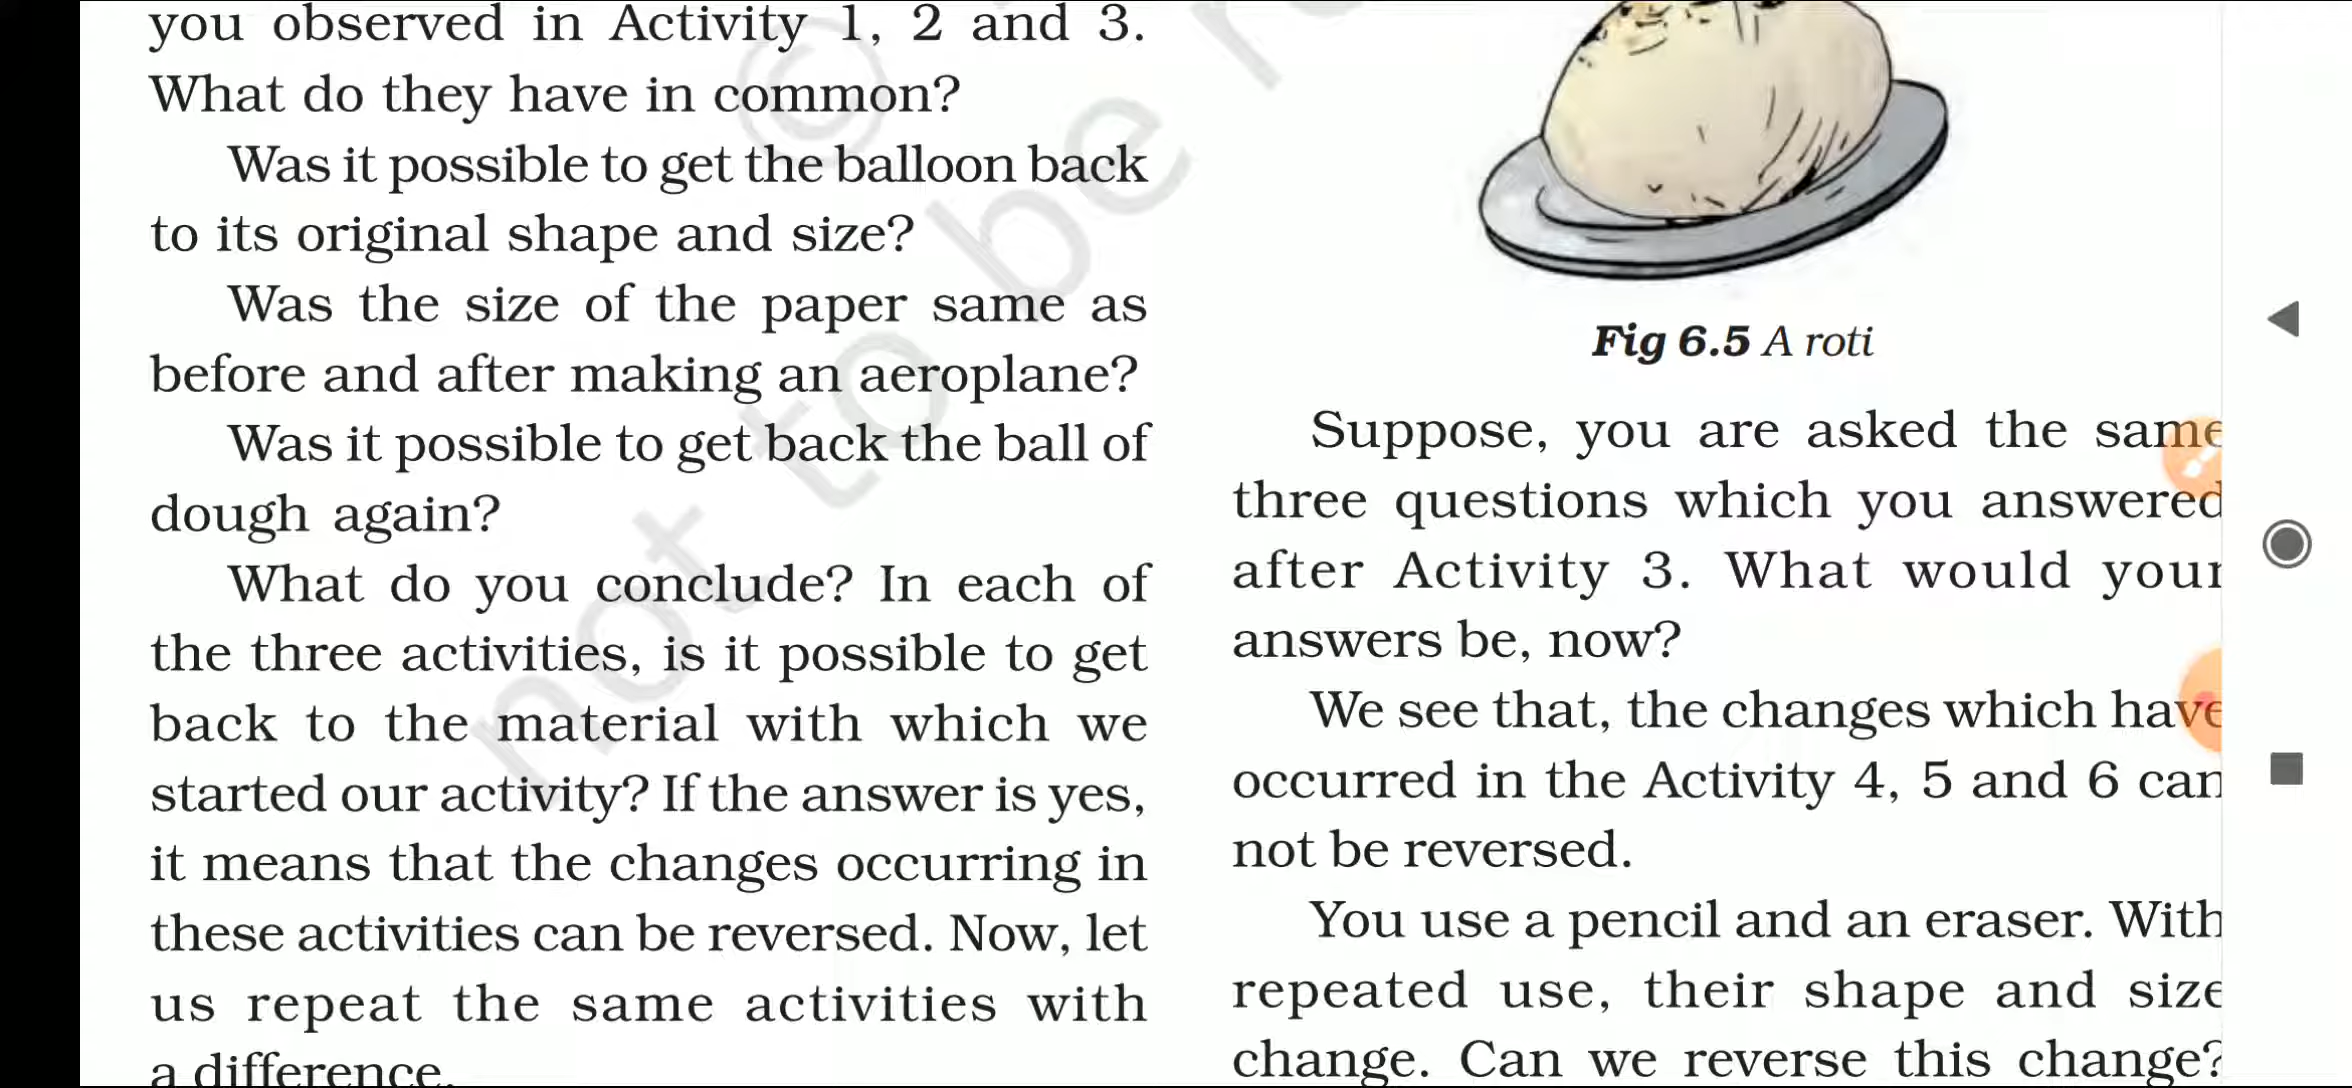 you observed in Activity 1, 2 and 3.
What do they have in common?
Was it possible to get the balloon back
to its original shape and size?
Was the size of the paper same as
before and after making an aeroplane?
Was it possible to get back the ball of
dough again?
What do you conclude? In each of
the three activities, is it possible to get
back to the material with which we
started our activity? If the answer is yes,
it means that the changes occurring in
these activities can be reversed. Now, let
us repeat the same activities with
a difference.
Fig 6.5 A roti
Suppose, you are asked the same
three questions which you answered
after Activity 3. What would your
answers be, now?
We see that, the changes which have
occurred in the Activity 4, 5 and 6 can
not be reversed.
You use a pencil and an eraser. With
repeated use, their shape and size
change. Can we reverse this change?
© not to be